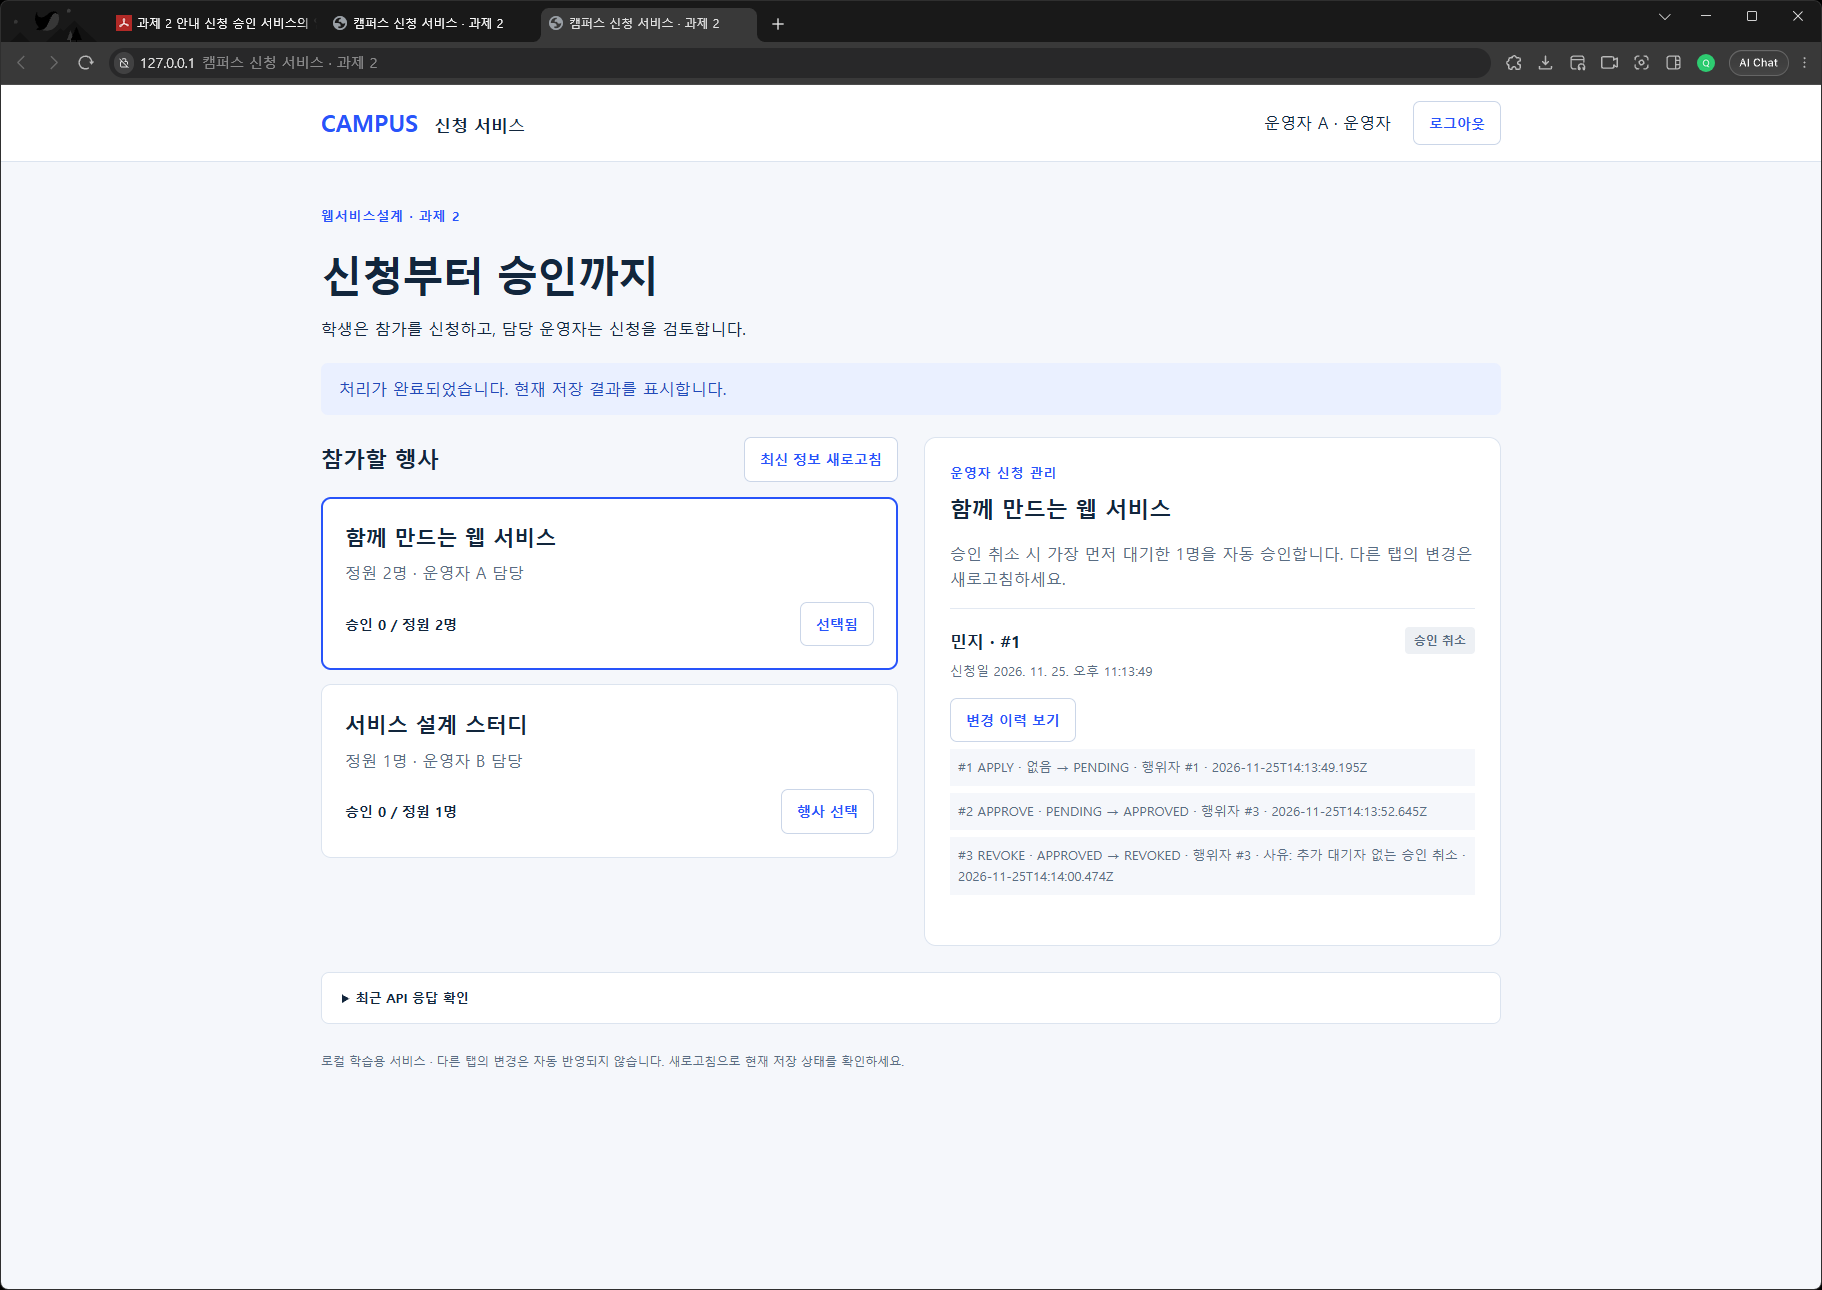 과제 2 안내 신청 승인 서비스의
캠퍼스 신청 서비스 · 과제 2
캠퍼스 신청 서비스 · 과제 2
127.0.0.1 캠퍼스 신청 서비스 · 과제 2
Q
AI Chat
CAMPUS 신청 서비스
운영자 A · 운영자
로그아웃
웹서비스설계 · 과제 2
신청부터 승인까지
학생은 참가를 신청하고, 담당 운영자는 신청을 검토합니다.
처리가 완료되었습니다. 현재 저장 결과를 표시합니다.
참가할 행사
최신 정보 새로고침
함께 만드는 웹 서비스
정원 2명 · 운영자 A 담당
승인 0 / 정원 2명
선택됨
서비스 설계 스터디
정원 1명 · 운영자 B 담당
승인 0 / 정원 1명
행사 선택
운영자 신청 관리
함께 만드는 웹 서비스
승인 취소 시 가장 먼저 대기한 1명을 자동 승인합니다. 다른 탭의 변경은
새로고침하세요.
민지 · #1
승인 취소
신청일 2026. 11. 25. 오후 11:13:49
변경 이력 보기
#1 APPLY · 없음 → PENDING · 행위자 #1 · 2026-11-25T14:13:49.195Z
#2 APPROVE · PENDING → APPROVED · 행위자 #3 · 2026-11-25T14:13:52.645Z
#3 REVOKE · APPROVED → REVOKED · 행위자 #3 · 사유: 추가 대기자 없는 승인 취소 ·
2026-11-25T14:14:00.474Z
▶ 최근 API 응답 확인
로컬 학습용 서비스 · 다른 탭의 변경은 자동 반영되지 않습니다. 새로고침으로 현재 저장 상태를 확인하세요.